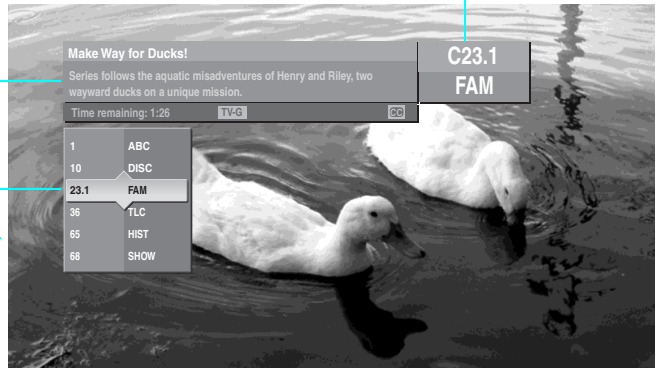 Make Way for Ducks!
C23.1
Series follows the aquatic misadventures of Henry and Riley, two
wayward ducks on a unique mission.
FAM
Time remaining: 1:26 TV-G CC
1 ABC
10 DISC
23.1 FAM
36 TLC
65 HIST
68 SHOW